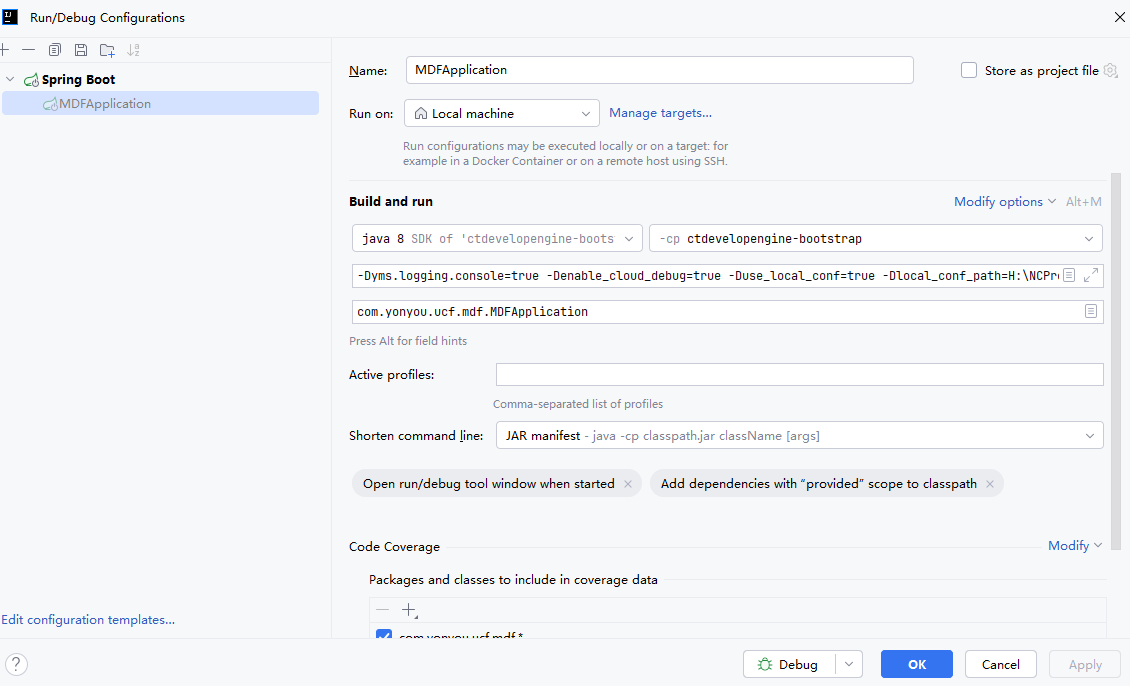 Run/Debug Configurations
Spring Boot
MDFApplication
Name: MDFApplication
Store as project file
Run on: Local machine Manage targets...
Run configurations may be executed locally or on a target: for
example in a Docker Container or on a remote host using SSH.
Build and run
Modify options Alt+M
java 8 SDK of 'ctdevelopengine-boots
-cp ctdevelopengine-bootstrap
-Dyms.logging.console=true -Denable_cloud_debug=true -Duse_local_conf=true -Dlocal_conf_path=H:\NCPr
com.yonyou.ucf.mdf.MDFApplication
Press Alt for field hints
Active profiles:
Comma-separated list of profiles
Shorten command line: JAR manifest - java -cp classpath.jar className [args]
Open run/debug tool window when started
Add dependencies with “provided” scope to classpath
Code Coverage
Modify
Packages and classes to include in coverage data
com.yonyou.ucf.mdf.*
Edit configuration templates...
?
Debug
OK
Cancel
Apply